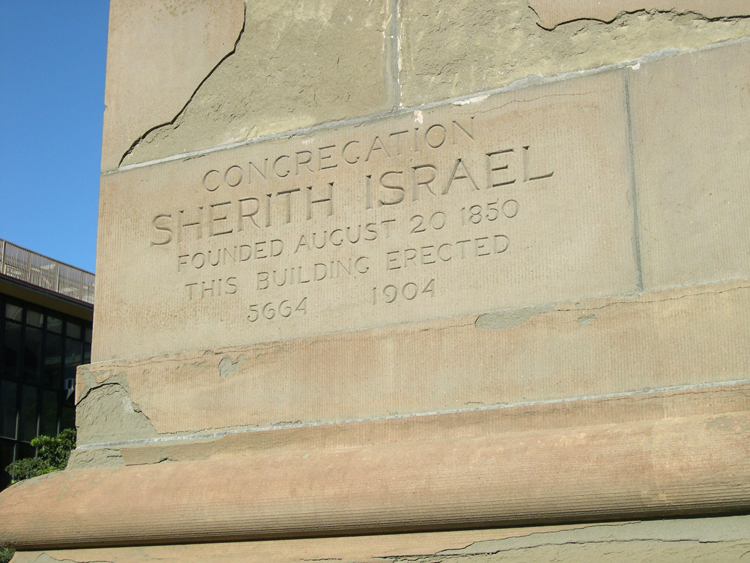 CONGREGATION
SHERITH ISRAEL
FOUNDED AUGUST 20 1850
THIS BUILDING ERECTED
5664 1904